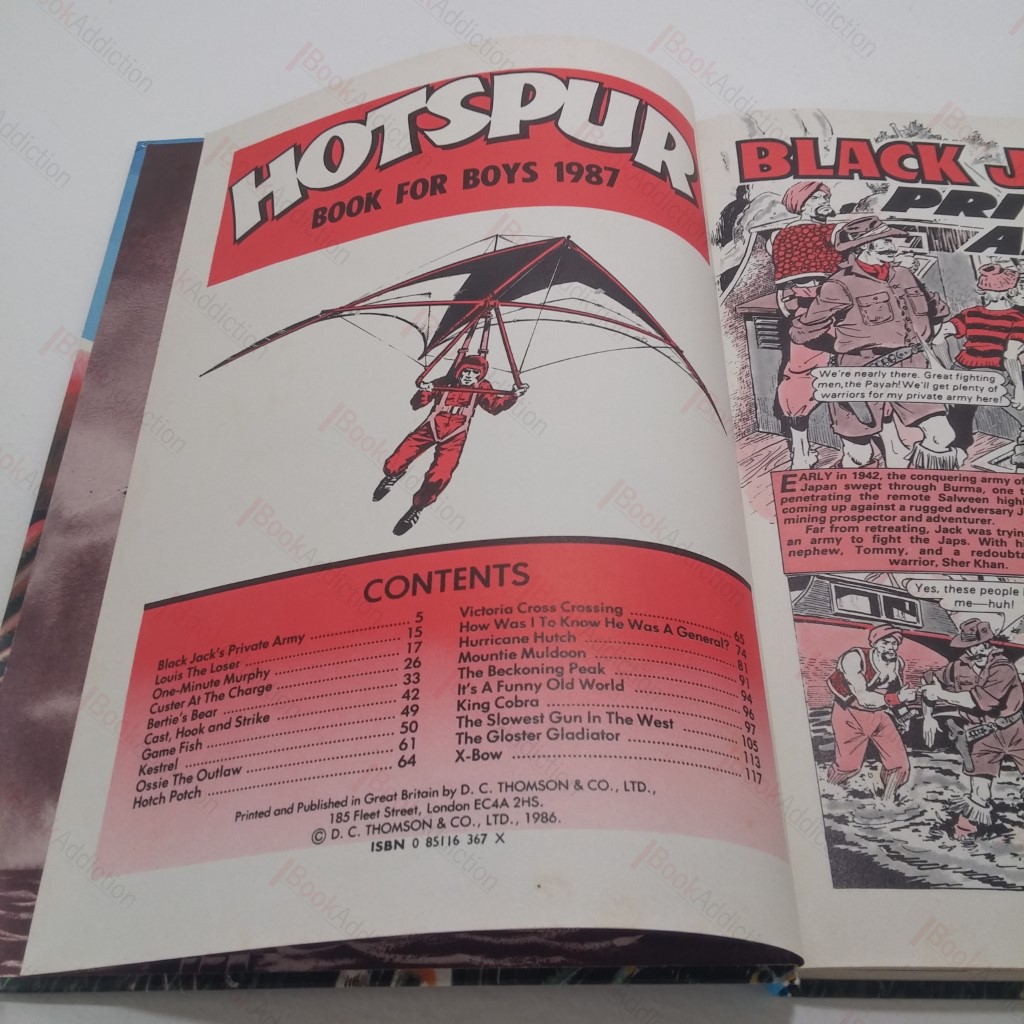 HOTSPUR
BOOK FOR BOYS 1987
CONTENTS
Black Jack's Private Army ........ 5
Louis The Loser ........ 15
One-Minute Murphy ........ 17
Custer At The Charge ........ 26
Bertie's Bear ........ 33
Cast, Hook and Strike ........ 42
Game Fish ........ 49
Kestrel ........ 50
Ossie The Outlaw ........ 61
Hotch Potch ........ 64
Victoria Cross Crossing ........ 65
How Was I To Know He Was A General? 74
Hurricane Hutch ........ 81
Mountie Muldoon ........ 91
The Beckoning Peak ........ 94
It's A Funny Old World ........ 96
King Cobra ........ 97
The Slowest Gun In The West ........ 105
The Gloster Gladiator ........ 113
X-Bow ........ 117
Printed and Published in Great Britain by D. C. THOMSON & CO., LTD.,
185 Fleet Street, London EC4A 2HS.
© D. C. THOMSON & CO., LTD., 1986.
ISBN 0 85116 367 X
BLACK J
PRI
A
We're nearly there. Great fighting
men, the Payah! We'll get plenty of
warriors for my private army here!
EARLY in 1942, the conquering army of
Japan swept through Burma, one
penetrating the remote Salween
coming up against a rugged adversary
mining prospector and adventurer.
Far from retreating, Jack was
an army to fight the Japs. With
nephew, Tommy, and a
warrior, Sher Khan.
Yes, these people
me—huh!
BookAddiction